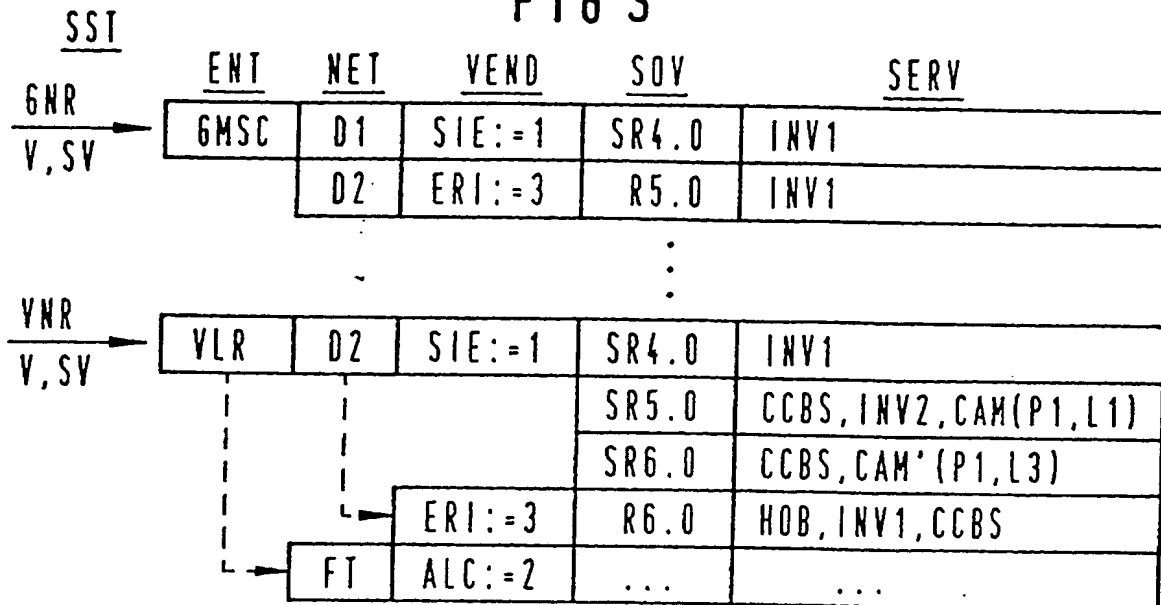 FIG 3
SST
ENT NET VEND SOV SERV
GNR
V,SV
GMSC D1 SIE:=1 SR4.0 INV1
D2 ERI:=3 R5.0 INV1
VNR
V,SV
VLR D2 SIE:=1 SR4.0 INV1
SR5.0 CCBS,INV2,CAM(P1,L1)
SR6.0 CCBS,CAM'(P1,L3)
ERI:=3 R6.0 HOB,INV1,CCBS
FT ALC:=2 ... ...